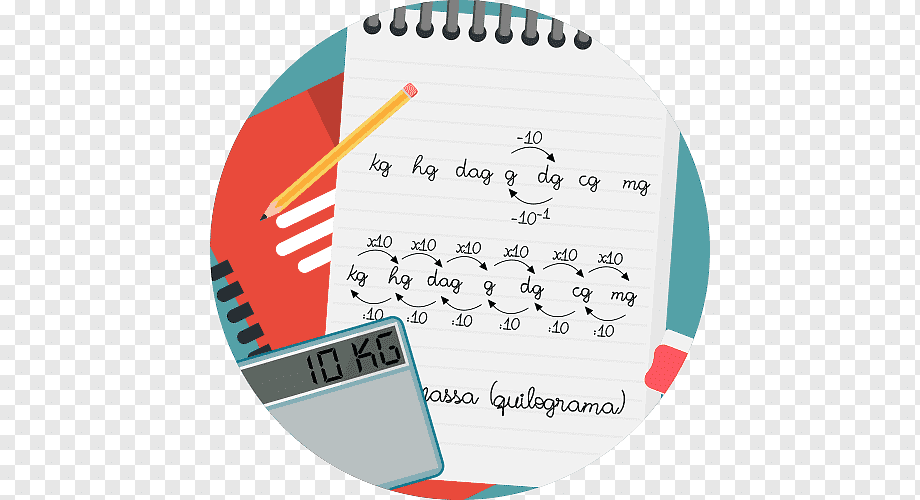 -10
kg hg dag g dg cg mg
-10⁻¹
x10 x10 x10 x10 x10 x10
kg hg dag g dg cg mg
:10 :10 :10 :10 :10 :10
10 KG
massa (quilograma)